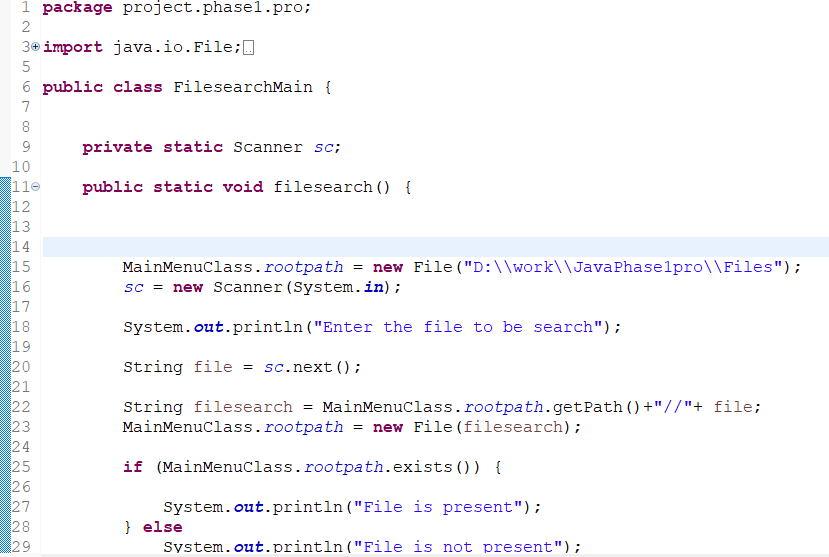 1 package project.phase1.pro;
2
3 import java.io.File;
5
6 public class FilesearchMain {
7
8
9 private static Scanner sc;
10
11 public static void filesearch() {
12
13
14
15 MainMenuClass.rootpath = new File("D:\\work\\JavaPhase1pro\\Files");
16 sc = new Scanner(System.in);
17
18 System.out.println("Enter the file to be search");
19
20 String file = sc.next();
21
22 String filesearch = MainMenuClass.rootpath.getPath()+"//"+ file;
23 MainMenuClass.rootpath = new File(filesearch);
24
25 if (MainMenuClass.rootpath.exists()) {
26
27 System.out.println("File is present");
28 } else
29 System.out.println("File is not present");